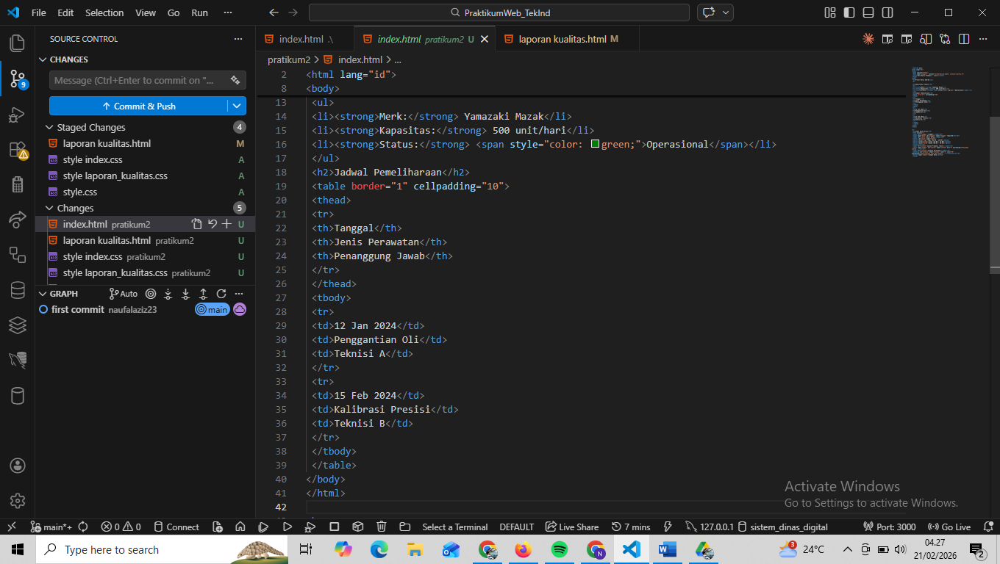 File Edit Selection View Go Run ··· PraktikumWeb_TekInd
SOURCE CONTROL ···
CHANGES
Message (Ctrl+Enter to commit on "...
Commit & Push
Staged Changes 4
laporan kualitas.html M
style index.css A
style laporan_kualitas.css A
style.css A
Changes 5
index.html pratikum2 U
laporan kualitas.html pratikum2 U
style index.css pratikum2 U
style laporan_kualitas.css pratikum2 U
GRAPH Auto ···
first commit naufalaziz23 main
9
index.html .\ index.html pratikum2 U laporan kualitas.html M ···
pratikum2 > index.html > ...
2 <html lang="id">
8 <body>
13 <ul>
14 <li><strong>Merk:</strong> Yamazaki Mazak</li>
15 <li><strong>Kapasitas:</strong> 500 unit/hari</li>
16 <li><strong>Status:</strong> <span style="color: green;">Operasional</span></li>
17 </ul>
18 <h2>Jadwal Pemeliharaan</h2>
19 <table border="1" cellpadding="10">
20 <thead>
21 <tr>
22 <th>Tanggal</th>
23 <th>Jenis Perawatan</th>
24 <th>Penanggung Jawab</th>
25 </tr>
26 </thead>
27 <tbody>
28 <tr>
29 <td>12 Jan 2024</td>
30 <td>Penggantian Oli</td>
31 <td>Teknisi A</td>
32 </tr>
33 <tr>
34 <td>15 Feb 2024</td>
35 <td>Kalibrasi Presisi</td>
36 <td>Teknisi B</td>
37 </tr>
38 </tbody>
39 </table>
40 </body>
41 </html>
42
Activate Windows
Go to Settings to activate Windows.
main*+ 0 0 Connect Select a Terminal DEFAULT Live Share 7 mins 127.0.0.1 sistem_dinas_digital Port: 3000 Go Live
Type here to search 3 24°C 04.27
21/02/2026 2